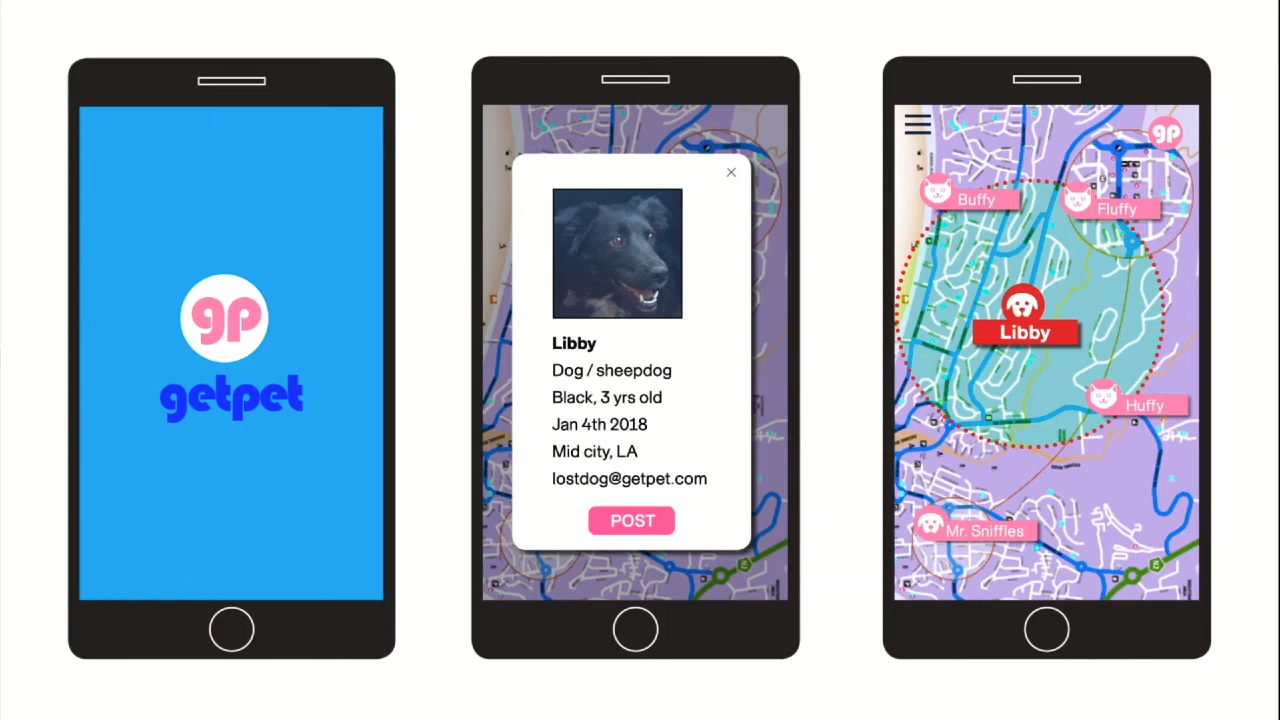 gp
getpet
Libby
Dog / sheepdog
Black, 3 yrs old
Jan 4th 2018
Mid city, LA
lostdog@getpet.com
POST
gp
Buffy
Fluffy
Libby
Huffy
Mr. Sniffles